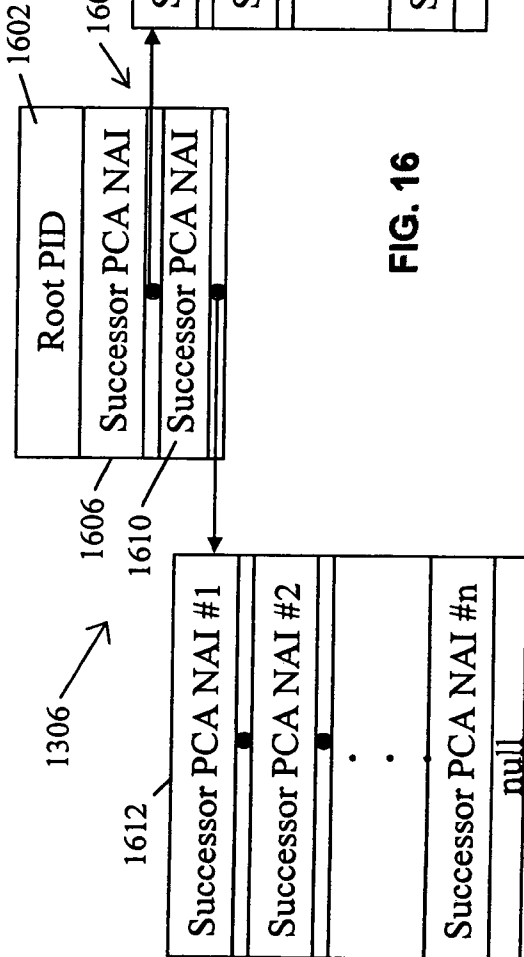 1602
Root PID
Successor PCA NAI
Successor PCA NAI
1606
1610
1306
1612
Successor PCA NAI #1
Successor PCA NAI #2
Successor PCA NAI #n
null
FIG. 16